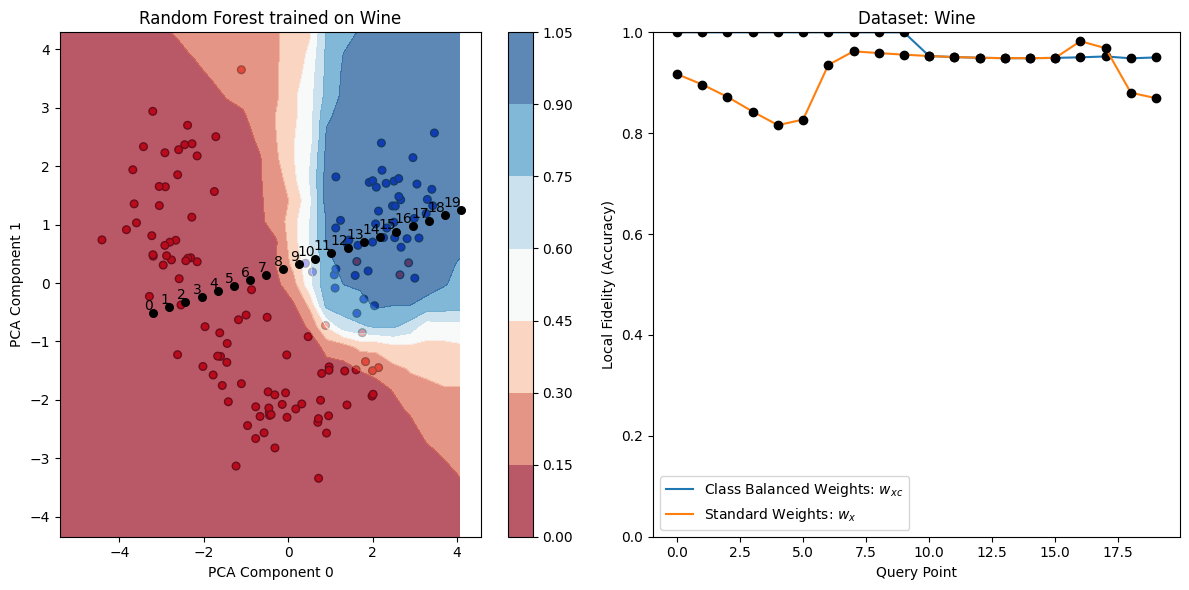 Random Forest trained on Wine
PCA Component 1
4
3
2
1
0
−1
−2
−3
−4
0 1 2 3 4 5 6 7 8 9 10 11 12 13 14 15 16 17 18 19
−4 −2 0 2 4
PCA Component 0
1.05
0.90
0.75
0.60
0.45
0.30
0.15
0.00
Dataset: Wine
Local Fidelity (Accuracy)
1.0
0.8
0.6
0.4
0.2
0.0
Class Balanced Weights: w_{xc}
Standard Weights: w_x
0.0 2.5 5.0 7.5 10.0 12.5 15.0 17.5
Query Point